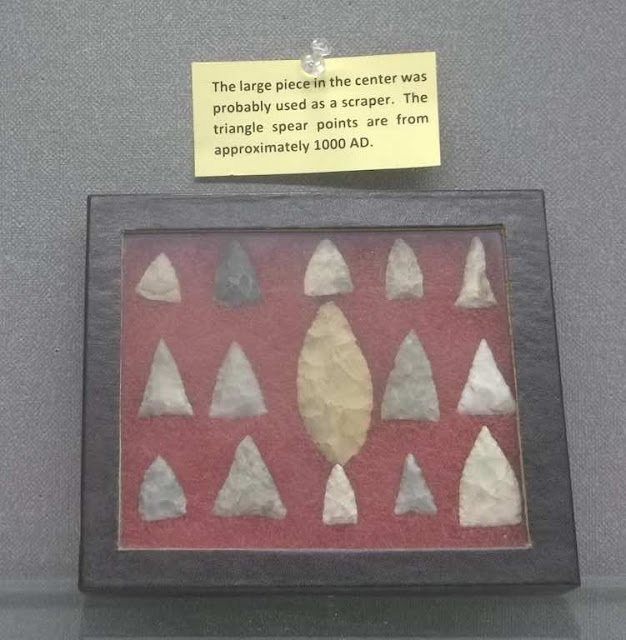 The large piece in the center was
probably used as a scraper. The
triangle spear points are from
approximately 1000 AD.